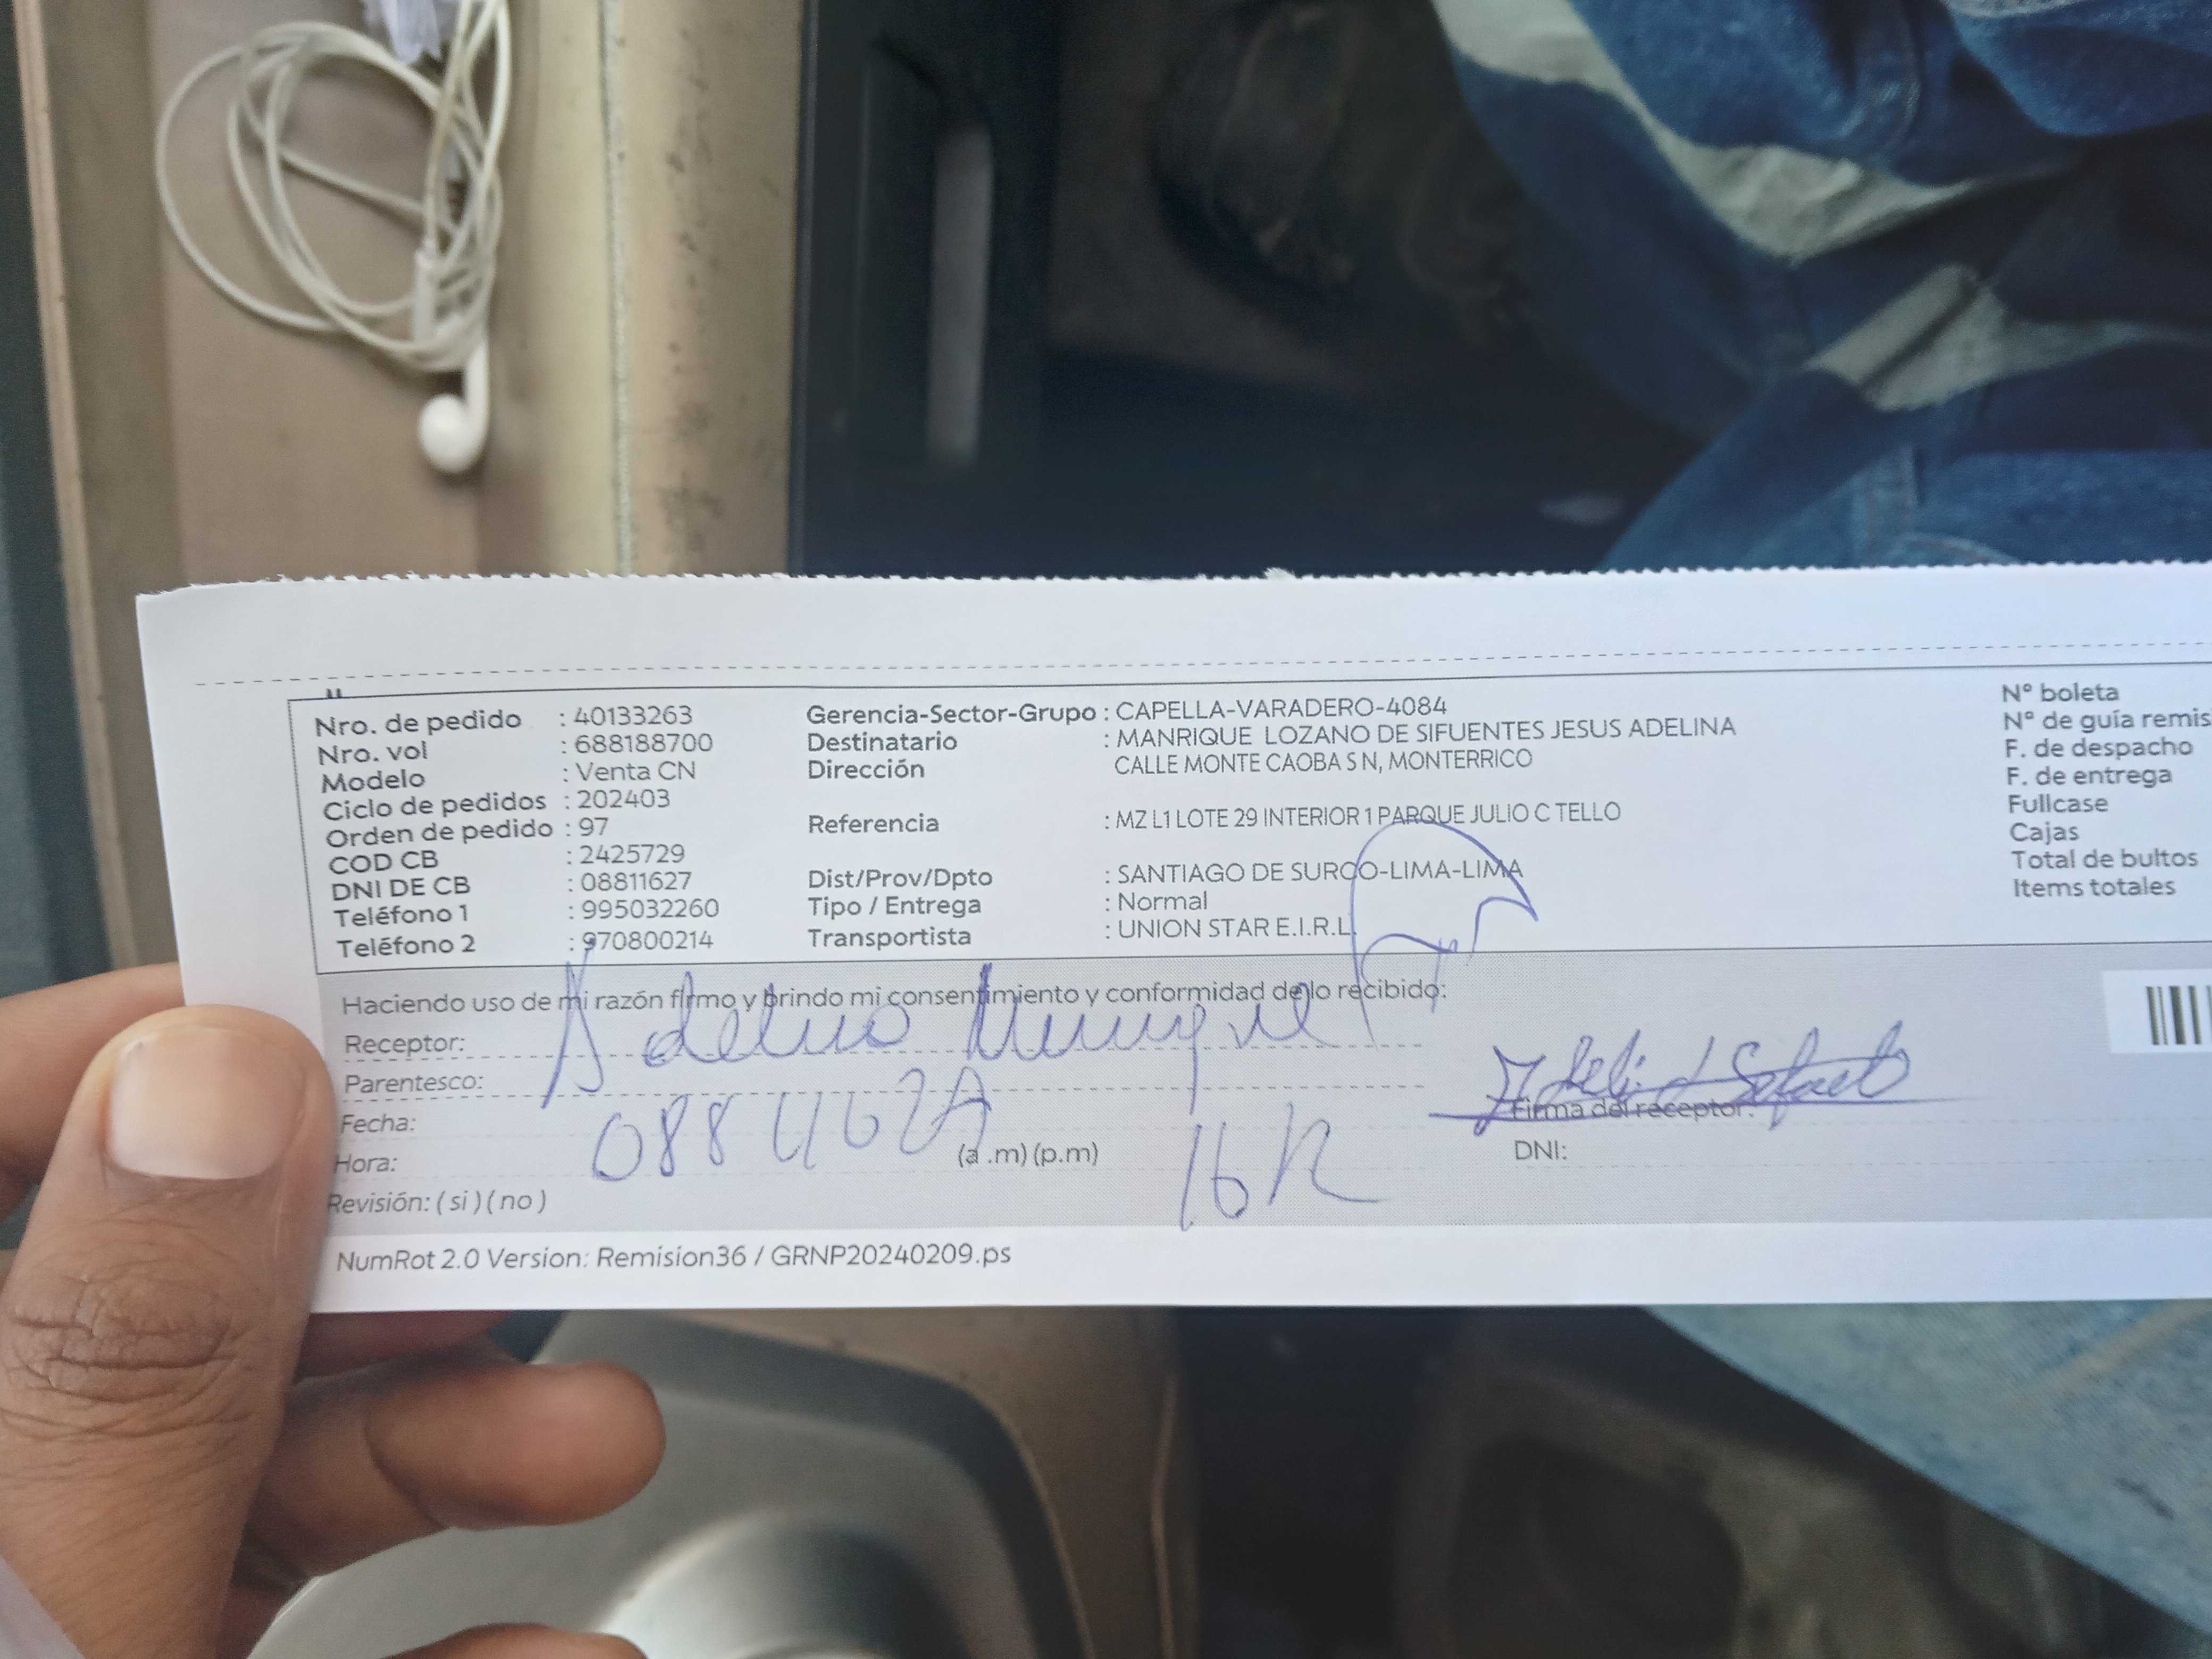 Nro. de pedido : 40133263
Nro. vol : 688188700
Modelo : Venta CN
Ciclo de pedidos : 202403
Orden de pedido : 97
COD CB : 2425729
DNI DE CB : 08811627
Teléfono 1 : 995032260
Teléfono 2 : 970800214
Gerencia-Sector-Grupo : CAPELLA-VARADERO-4084
Destinatario : MANRIQUE LOZANO DE SIFUENTES JESUS ADELINA
Dirección CALLE MONTE CAOBA S N, MONTERRICO
Referencia : MZ L1 LOTE 29 INTERIOR 1 PARQUE JULIO C TELLO
Dist/Prov/Dpto : SANTIAGO DE SURCO-LIMA-LIMA
Tipo / Entrega : Normal
Transportista : UNION STAR E.I.R.L.
N° boleta
N° de guía remis
F. de despacho
F. de entrega
Fullcase
Cajas
Total de bultos
Items totales
Haciendo uso de mi razón firmo y brindo mi consentimiento y conformidad de lo recibido:
Receptor:
Parentesco:
Fecha:
Hora: (a .m) (p.m)
Revisión: ( si ) ( no )
Firma del receptor:
DNI:
NumRot 2.0 Version: Remision36 / GRNP20240209.ps